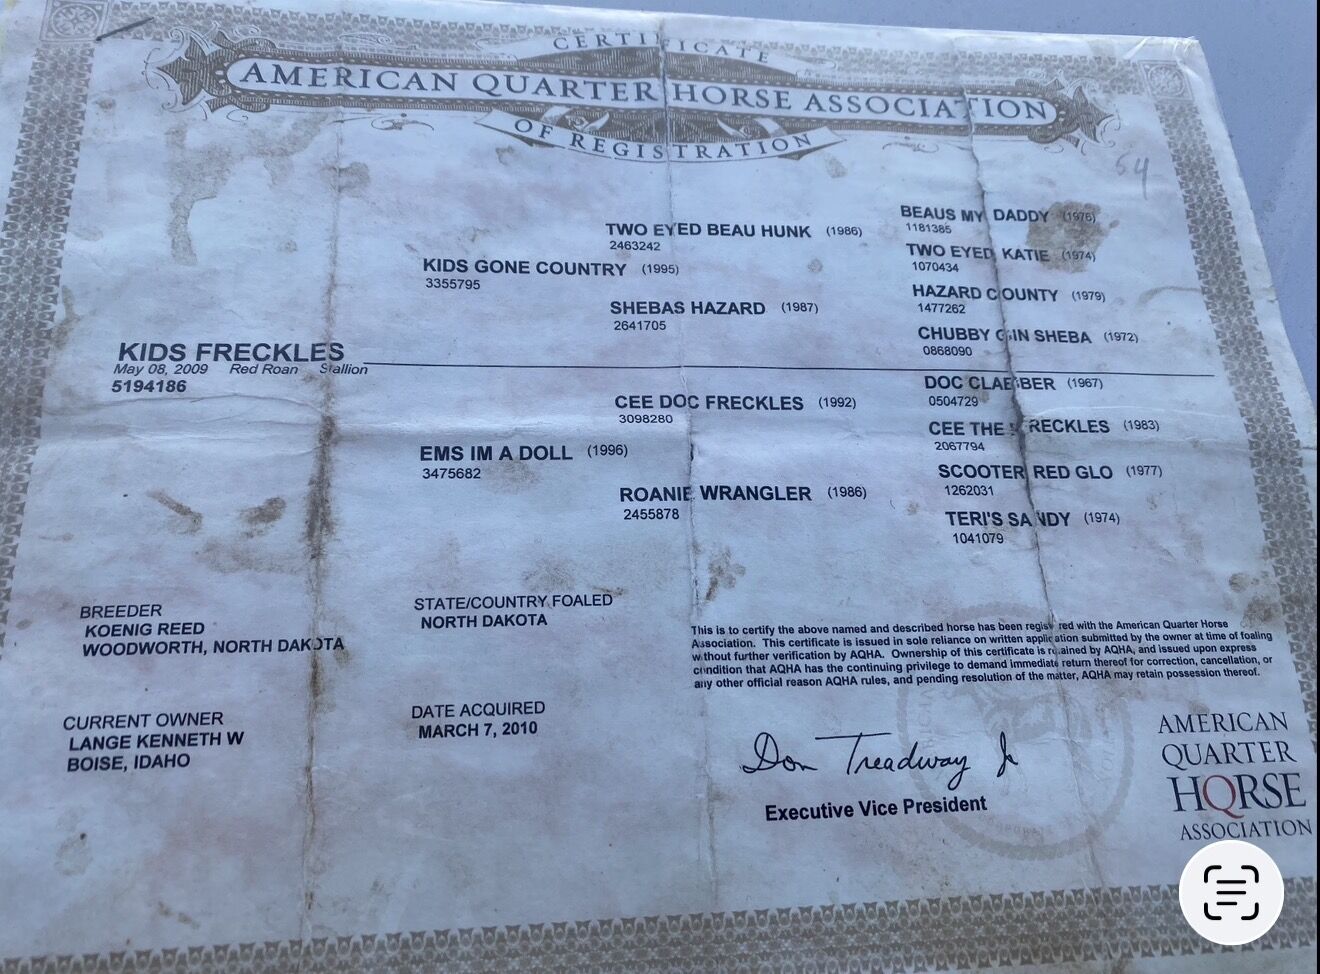 CERTIFICATE
AMERICAN QUARTER HORSE ASSOCIATION
OF REGISTRATION
64
BEAUS MY DADDY (1976)
1181385
TWO EYED BEAU HUNK (1986)
2463242
TWO EYED KATIE (1974)
1070434
KIDS GONE COUNTRY (1995)
3355795
HAZARD COUNTY (1979)
1477262
SHEBAS HAZARD (1987)
2641705
CHUBBY GIN SHEBA (1972)
0868090
KIDS FRECKLES
May 08, 2009 Red Roan Stallion
5194186
DOC CLABBER (1967)
0504729
CEE DOC FRECKLES (1992)
3098280
CEE THE RECKLES (1983)
2067794
EMS IM A DOLL (1996)
3475682
SCOOTER RED GLO (1977)
1262031
ROANIE WRANGLER (1986)
2455878
TERI'S SANDY (1974)
1041079
BREEDER
KOENIG REED
WOODWORTH, NORTH DAKOTA
STATE/COUNTRY FOALED
NORTH DAKOTA
This is to certify the above named and described horse has been registered with the American Quarter Horse
Association. This certificate is issued in sole reliance on written application submitted by the owner at time of foaling
without further verification by AQHA. Ownership of this certificate is retained by AQHA, and issued upon express
condition that AQHA has the continuing privilege to demand immediate return thereof for correction, cancellation, or
any other official reason AQHA rules, and pending resolution of the matter, AQHA may retain possession thereof.
CURRENT OWNER
LANGE KENNETH W
BOISE, IDAHO
DATE ACQUIRED
MARCH 7, 2010
Don Treadway Jr
Executive Vice President
AMERICAN
QUARTER
HORSE
ASSOCIATION